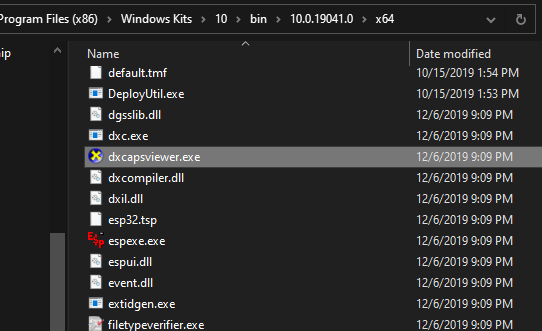 Program Files (x86) > Windows Kits > 10 > bin > 10.0.19041.0 > x64
Name Date modified
default.tmf 10/15/2019 1:54 PM
DeployUtil.exe 10/15/2019 1:53 PM
dgsslib.dll 12/6/2019 9:09 PM
dxc.exe 12/6/2019 9:09 PM
dxcapsviewer.exe 12/6/2019 9:09 PM
dxcompiler.dll 12/6/2019 9:09 PM
dxil.dll 12/6/2019 9:09 PM
esp32.tsp 12/6/2019 9:09 PM
espexe.exe 12/6/2019 9:09 PM
espui.dll 12/6/2019 9:09 PM
event.dll 12/6/2019 9:09 PM
extidgen.exe 12/6/2019 9:09 PM
filetypeverifier.exe 12/6/2019 9:09 PM